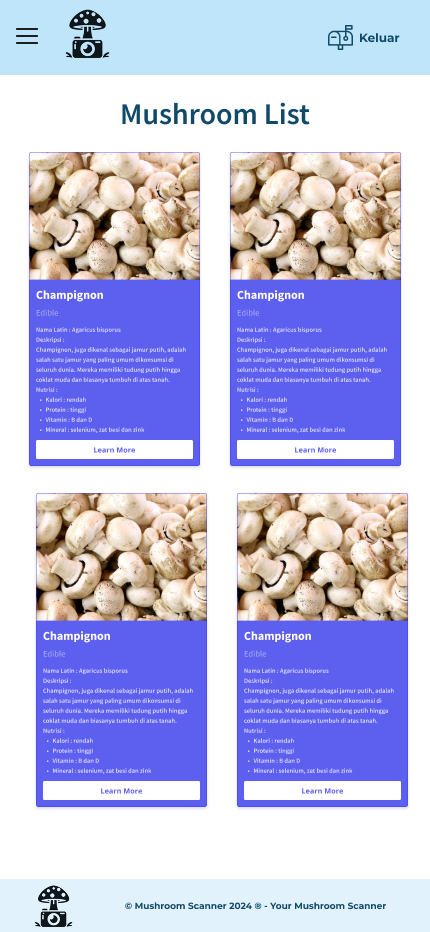 Keluar
Mushroom List
Champignon
Edible
Nama Latin : Agaricus bisporus
Deskripsi :
Champignon, juga dikenal sebagai jamur putih, adalah
salah satu jamur yang paling umum dikonsumsi di
seluruh dunia. Mereka memiliki tudung putih hingga
coklat muda dan biasanya tumbuh di atas tanah.
Nutrisi :
• Kalori : rendah
• Protein : tinggi
• Vitamin : B dan D
• Mineral : selenium, zat besi dan zink
Learn More
Champignon
Edible
Nama Latin : Agaricus bisporus
Deskripsi :
Champignon, juga dikenal sebagai jamur putih, adalah
salah satu jamur yang paling umum dikonsumsi di
seluruh dunia. Mereka memiliki tudung putih hingga
coklat muda dan biasanya tumbuh di atas tanah.
Nutrisi :
• Kalori : rendah
• Protein : tinggi
• Vitamin : B dan D
• Mineral : selenium, zat besi dan zink
Learn More
Champignon
Edible
Nama Latin : Agaricus bisporus
Deskripsi :
Champignon, juga dikenal sebagai jamur putih, adalah
salah satu jamur yang paling umum dikonsumsi di
seluruh dunia. Mereka memiliki tudung putih hingga
coklat muda dan biasanya tumbuh di atas tanah.
Nutrisi :
• Kalori : rendah
• Protein : tinggi
• Vitamin : B dan D
• Mineral : selenium, zat besi dan zink
Learn More
Champignon
Edible
Nama Latin : Agaricus bisporus
Deskripsi :
Champignon, juga dikenal sebagai jamur putih, adalah
salah satu jamur yang paling umum dikonsumsi di
seluruh dunia. Mereka memiliki tudung putih hingga
coklat muda dan biasanya tumbuh di atas tanah.
Nutrisi :
• Kalori : rendah
• Protein : tinggi
• Vitamin : B dan D
• Mineral : selenium, zat besi dan zink
Learn More
© Mushroom Scanner 2024 ® - Your Mushroom Scanner